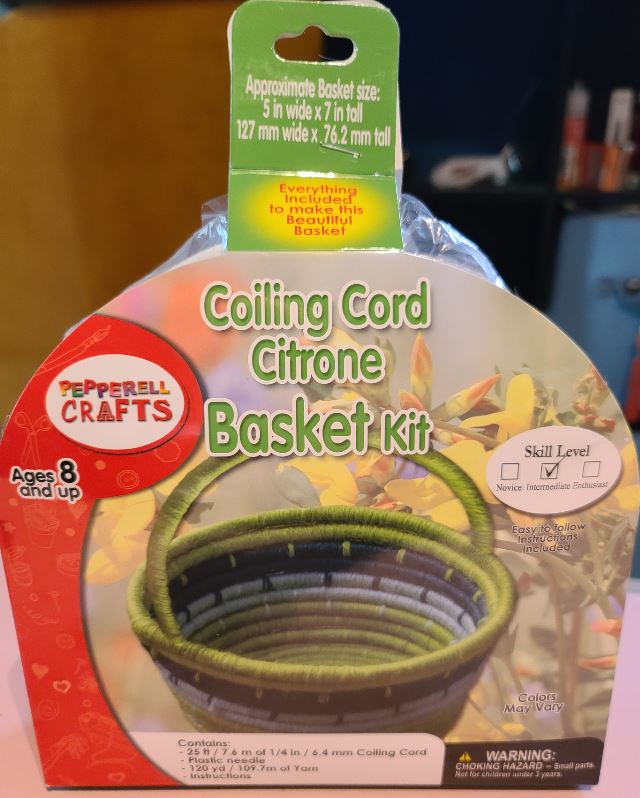 Approximate Basket size:
5 in wide x 7 in tall
127 mm wide x 76.2 mm tall
Everything
Included
to make this
Beautiful
Basket
Coiling Cord
Citrone
Basket Kit
PEPPERELL
CRAFTS
Ages 8
and up
Skill Level
Novice Intermediate Enthusiast
Easy to follow
Instructions
Included
Colors
May Vary
Contains:
- 25 ft / 7.6 m of 1/4 in / 6.4 mm Coiling Cord
- Plastic needle
- 120 yd / 109.7m of Yarn
- Instructions
WARNING:
CHOKING HAZARD – Small parts.
Not for children under 3 years.